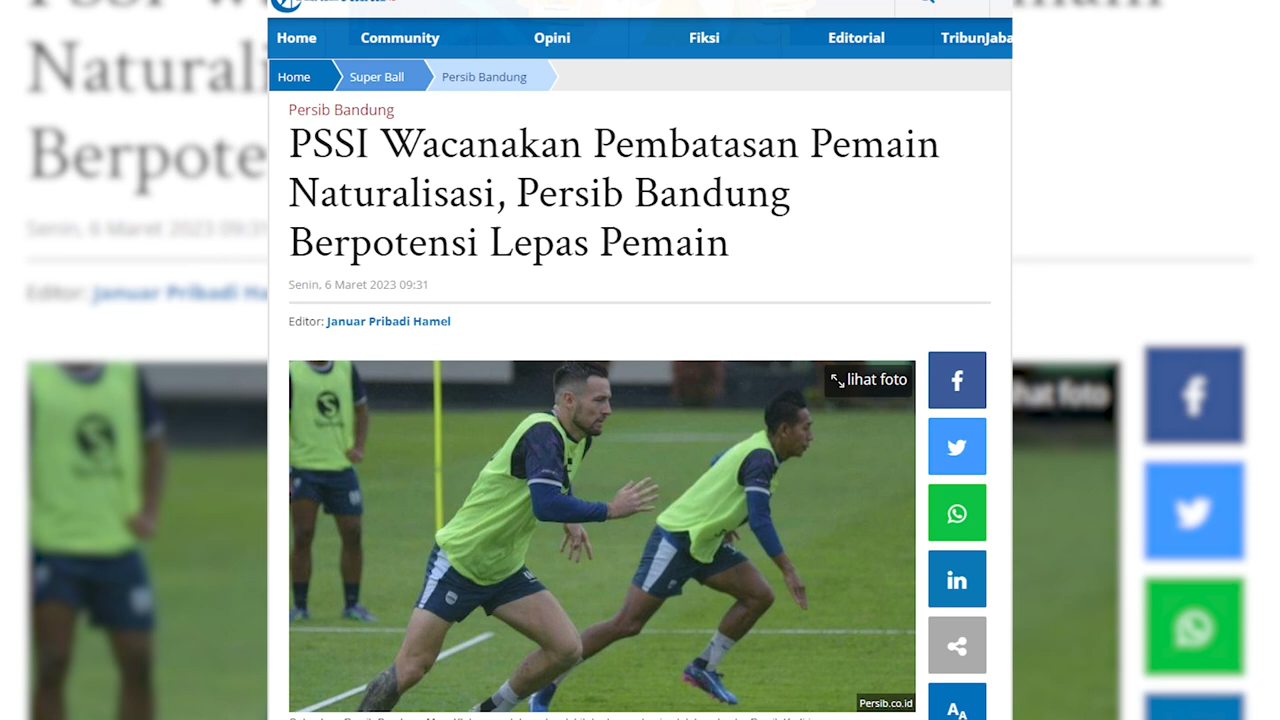 Home Community Opini Fiksi Editorial TribunJaba
Home Super Ball Persib Bandung
Persib Bandung
PSSI Wacanakan Pembatasan Pemain
Naturalisasi, Persib Bandung
Berpotensi Lepas Pemain
Senin, 6 Maret 2023 09:31
Editor: Januar Pribadi Hamel
lihat foto
Persib.co.id
AA